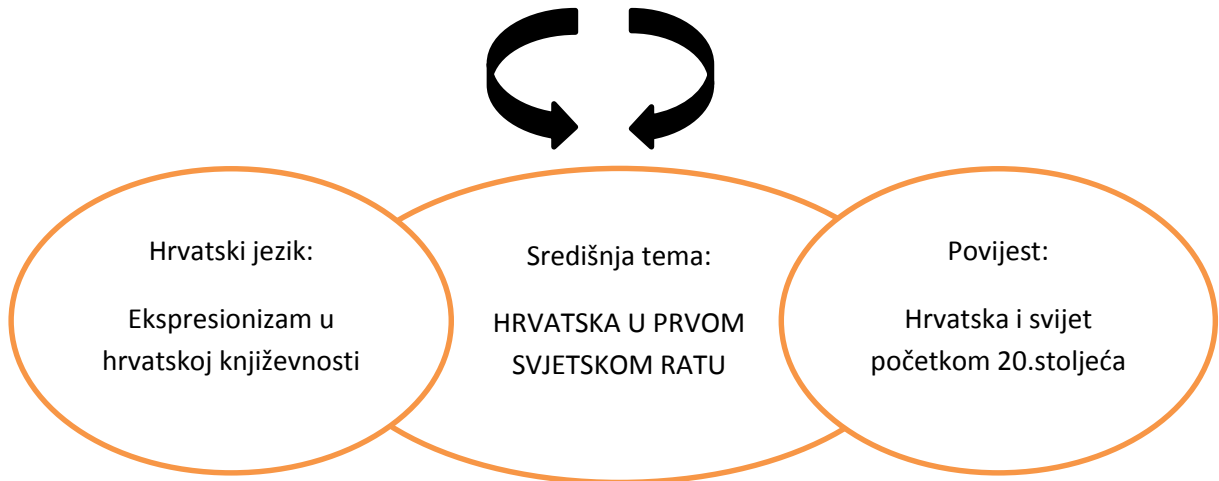 Hrvatski jezik:
Ekspresionizam u
hrvatskoj književnosti
Središnja tema:
HRVATSKA U PRVOM
SVJETSKOM RATU
Povijest:
Hrvatska i svijet
početkom 20.stoljeća